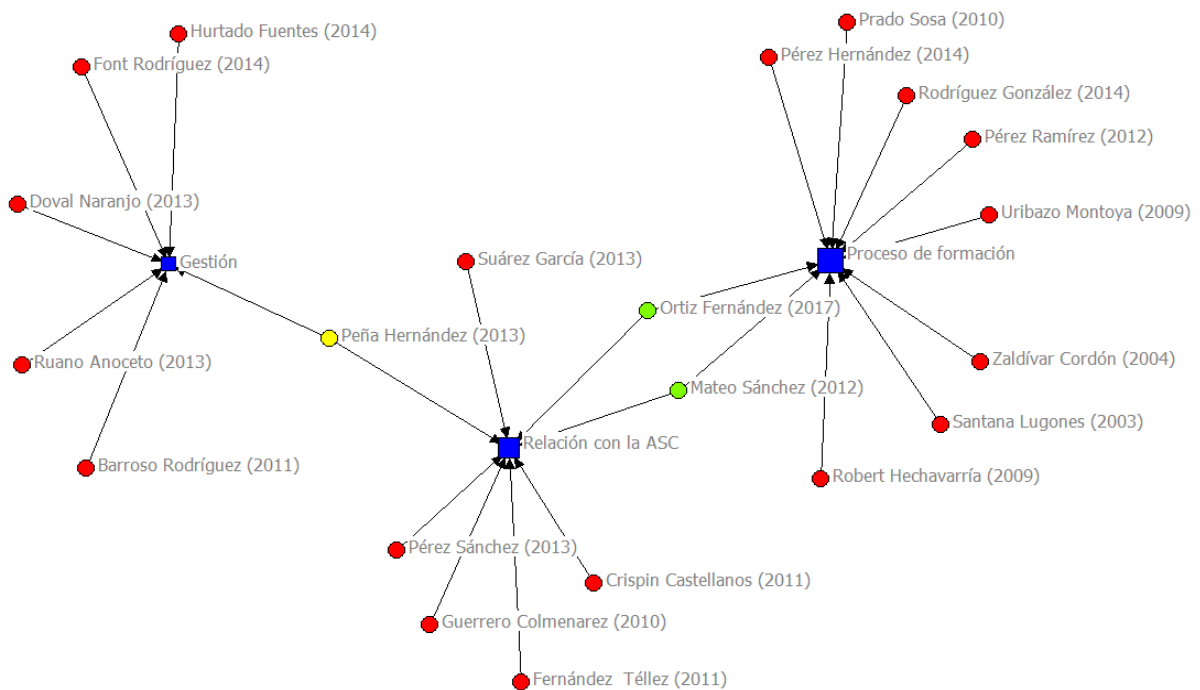 Prado Sosa (2010)
Hurtado Fuentes (2014)
Pérez Hernández (2014)
Font Rodríguez (2014)
Rodríguez González (2014)
Pérez Ramírez (2012)
Doval Naranjo (2013)
Uribazo Montoya (2009)
Proceso de formación
Suárez García (2013)
Gestión
Ortiz Fernández (2017)
Peña Hernández (2013)
Zaldívar Cordón (2004)
Ruano Anoceto (2013)
Mateo Sánchez (2012)
Santana Lugones (2003)
Relación con la ASC
Barroso Rodríguez (2011)
Robert Hechavarría (2009)
Pérez Sánchez (2013)
Crispin Castellanos (2011)
Guerrero Colmenarez (2010)
Fernández  Téllez (2011)